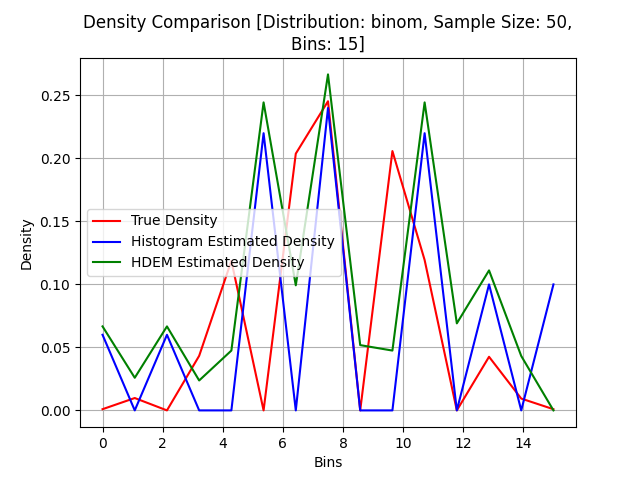 Density Comparison [Distribution: binom, Sample Size: 50,
Bins: 15]
Density
0.25
0.20
0.15
0.10
0.05
0.00
True Density
Histogram Estimated Density
HDEM Estimated Density
0 2 4 6 8 10 12 14
Bins